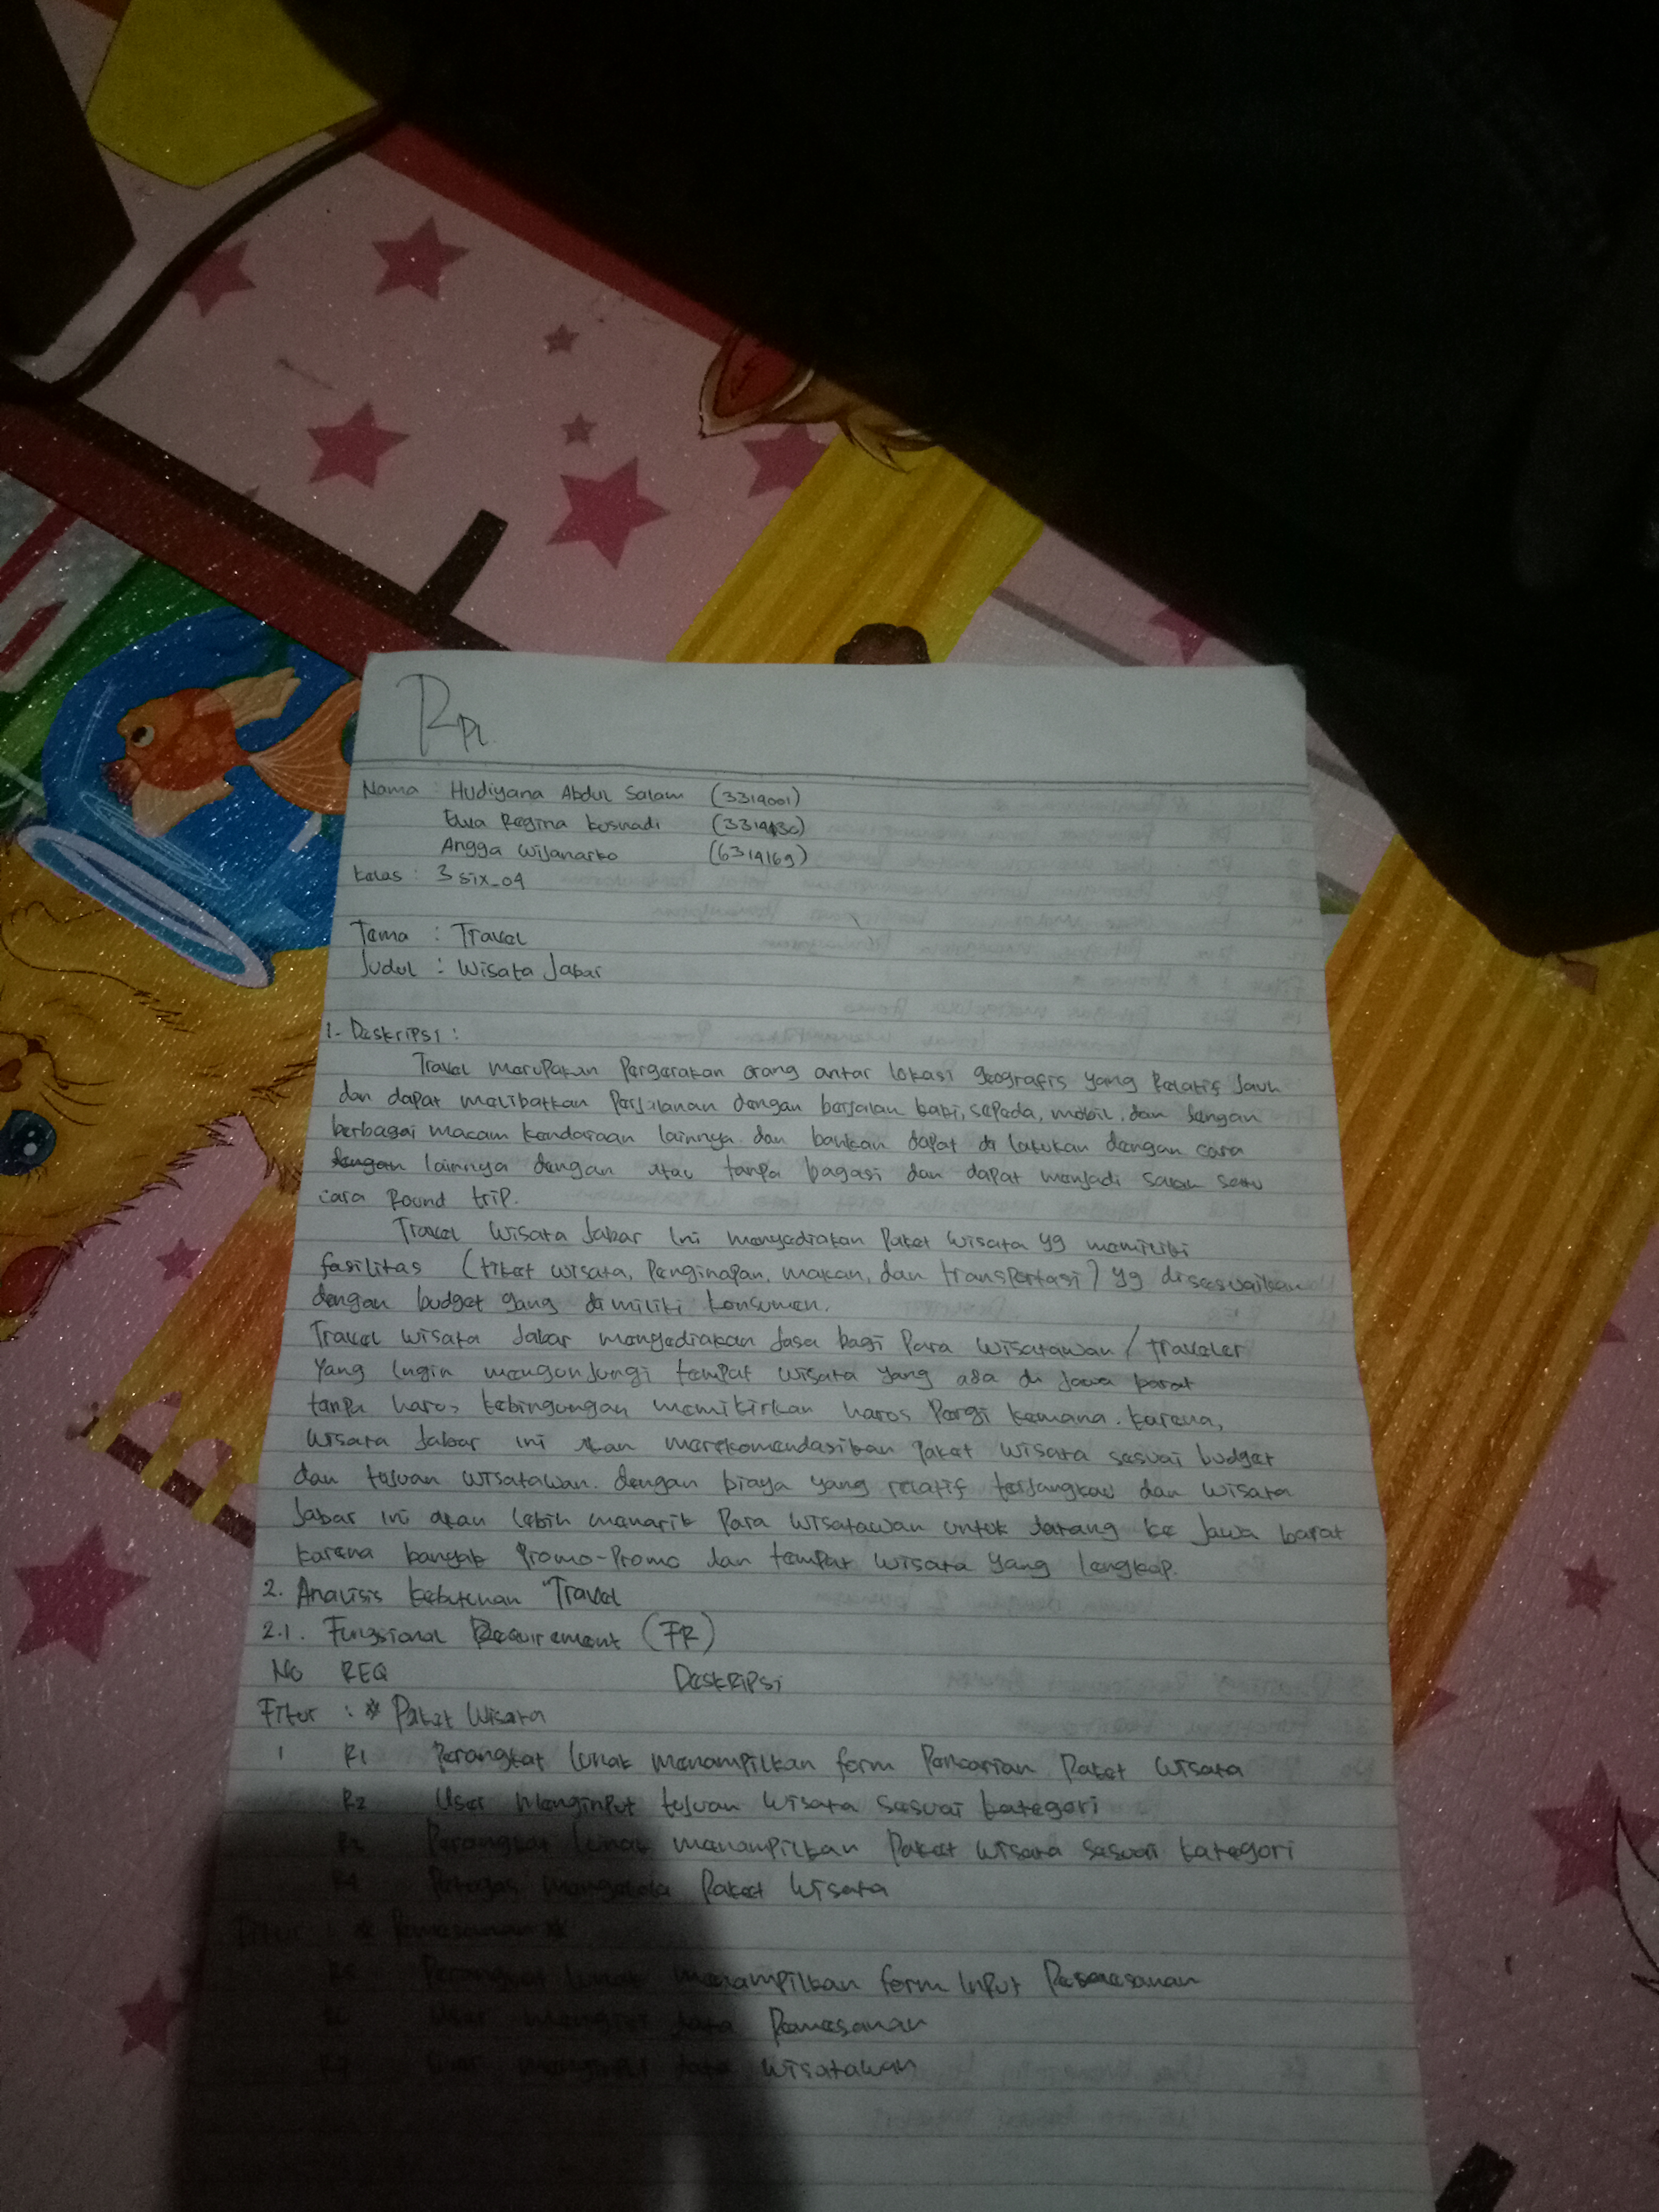 RPL
Nama : Hudiyana Abdul Salam (3319001)
Elwa Regina Kusnadi
Angga Wijanarko (6319169)
Kelas : 3 six_04
Tema : Travel
Judul : Wisata Jabar
1. Deskripsi :
Travel merupakan Pergerakan orang antar lokasi geografis yang Relatif Jauh
dan dapat melibatkan Perjalanan dengan berjalan kaki, sepeda, mobil, dan dengan
berbagai macam kendaraan lainnya. dan bahkan dapat di lakukan dengan cara
lainnya dengan atau tanpa bagasi dan dapat menjadi salah satu
cara Round trip.
Travel Wisata Jabar Ini menyediakan Paket Wisata yg memiliki
fasilitas (tiket wisata, Penginapan, makan, dan transportasi) yg disesuaikan
dengan budget yang di miliki konsumen.
Travel wisata Jabar menyediakan Jasa bagi Para Wisatawan / traveler
Yang Ingin mengunjungi tempat wisata yang ada di Jawa barat
tanpa harus kebingungan memikirkan harus Pergi kemana. karena,
Wisata Jabar ini akan merekomendasikan Paket wisata sesuai budget
dan tujuan wisatawan. dengan biaya yang relatif terjangkau dan wisata
Jabar ini akan lebih menarik Para wisatawan untuk datang ke Jawa barat
karena banyak Promo-Promo dan tempat wisata yang lengkap.
2. Analisis kebutuhan Travel
2.1. Fungsional Requirement (FR)
No REQ Deskripsi
Fitur : * Paket Wisata
1 R1 Perangkat lunak menampilkan form Pencarian Paket Wisata
R2 User Menginput tujuan Wisata sesuai kategori
R3 Perangkat lunak menampilkan Paket Wisata sesuai kategori
R4 Petugas mengelola Paket Wisata
Fitur : * Pemesanan *
R5 Perangkat lunak menampilkan form Input Pemesanan
R6 User data Pemesanan
R7 User menginput data wisatawan